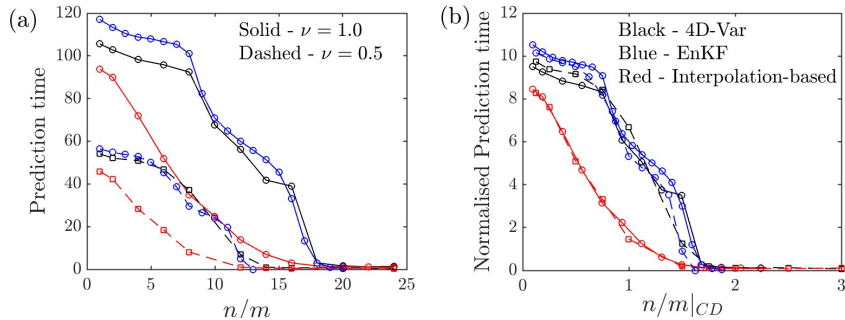 (a)
Solid - ν = 1.0
Dashed - ν = 0.5
Prediction time
120
100
80
60
40
20
0
0 5 10 15 20 25
n/m
(b)
Black - 4D-Var
Blue - EnKF
Red - Interpolation-based
Normalised Prediction time
12
10
8
6
4
2
0
0 1 2 3
n/m|CD